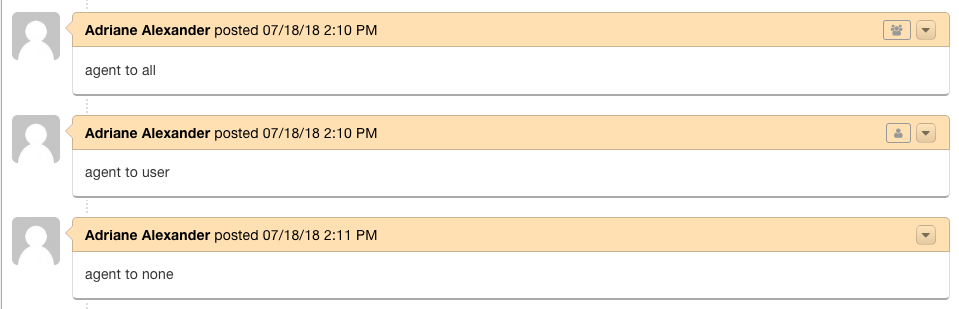 Adriane Alexander posted 07/18/18 2:10 PM
agent to all
Adriane Alexander posted 07/18/18 2:10 PM
agent to user
Adriane Alexander posted 07/18/18 2:11 PM
agent to none